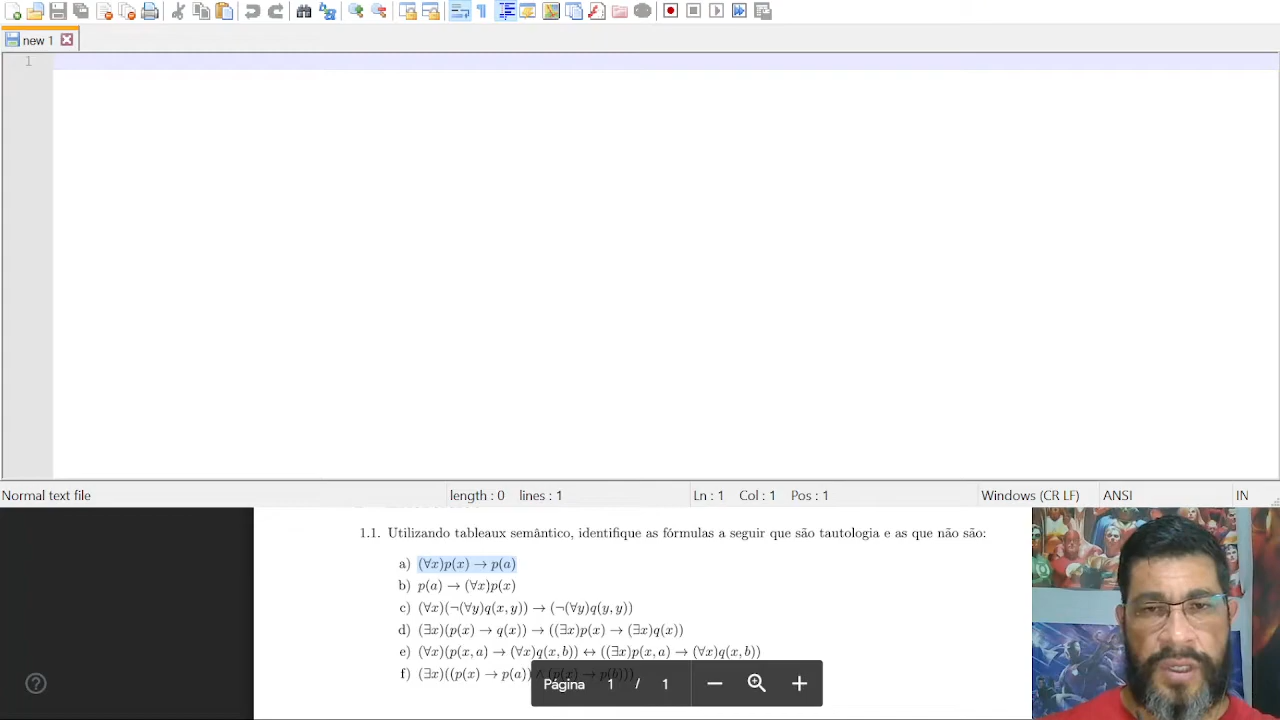 new 1
1
Normal text file length : 0 lines : 1 Ln : 1 Col : 1 Pos : 1 Windows (CR LF) ANSI IN
1.1. Utilizando tableaux semântico, identifique as fórmulas a seguir que são tautologia e as que não são:
a) (∀x)p(x) → p(a)
b) p(a) → (∀x)p(x)
c) (∀x)(¬(∀y)q(x, y)) → (¬(∀y)q(y, y))
d) (∃x)(p(x) → q(x)) → ((∃x)p(x) → (∃x)q(x))
e) (∀x)(p(x, a) → (∀x)q(x, b)) ↔ ((∃x)p(x, a) → (∀x)q(x, b))
f) (∃x)((p(x) → p(a)) ∧ (p(x) → p(b)))
Página 1 / 1